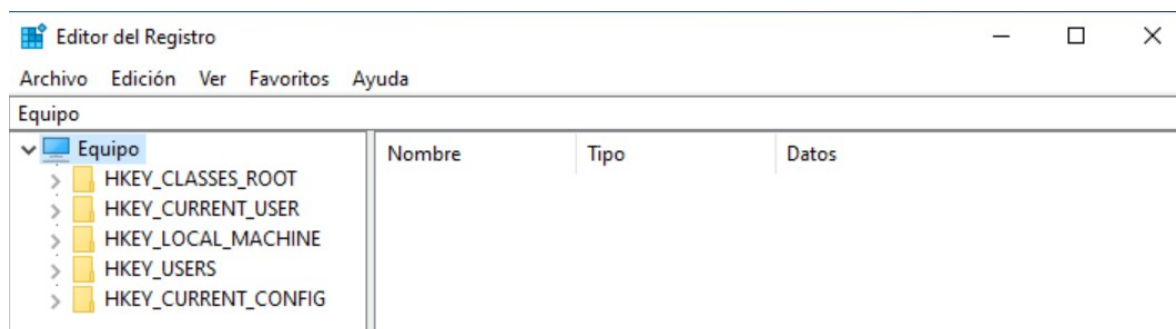 Editor del Registro
Archivo Edición Ver Favoritos Ayuda
Equipo
Equipo
Nombre Tipo Datos
HKEY_CLASSES_ROOT
HKEY_CURRENT_USER
HKEY_LOCAL_MACHINE
HKEY_USERS
HKEY_CURRENT_CONFIG